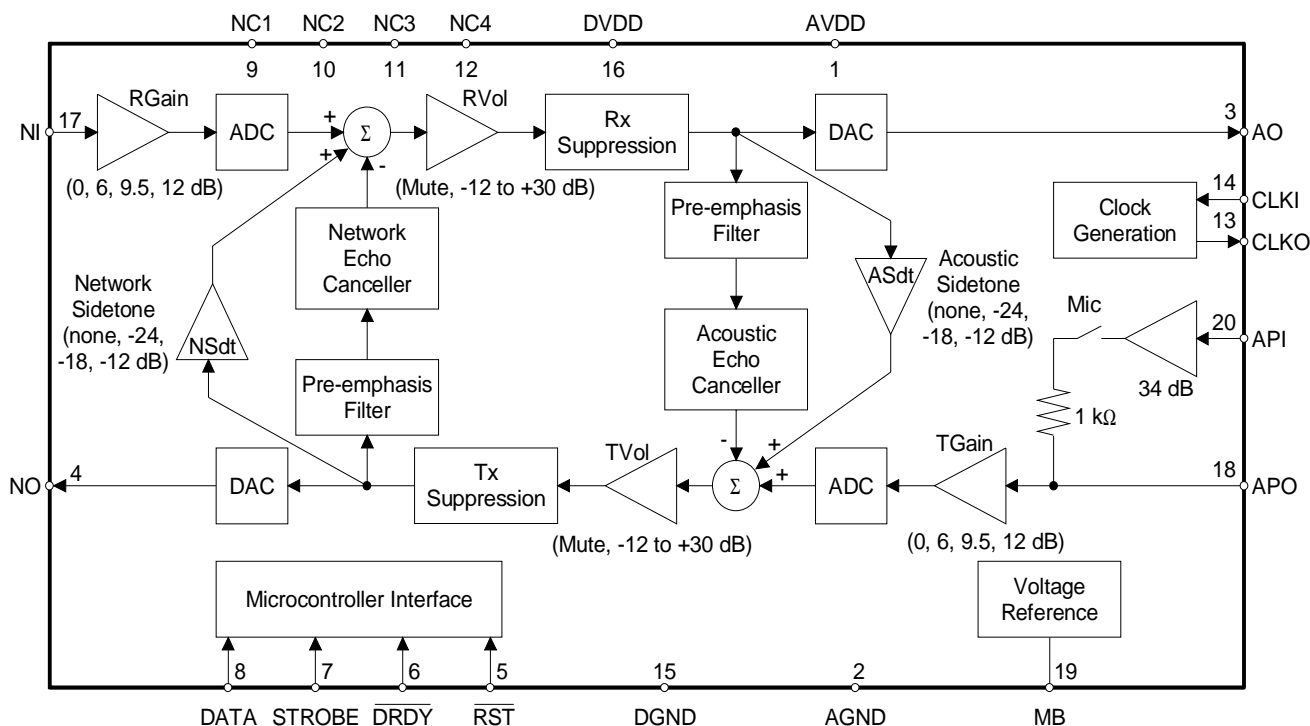 NC1 NC2 NC3 NC4 DVDD AVDD
9 10 11 12 16 1
RGain RVol
NI 17 ADC Σ Rx Suppression DAC 3 AO
+ + -
(0, 6, 9.5, 12 dB) (Mute, -12 to +30 dB)
14 CLKI
Clock Generation
13 CLKO
Pre-emphasis
Filter
Network
Echo
Canceller
Network
Sidetone
(none, -24,
-18, -12 dB)
NSdt
ASdt
Acoustic
Sidetone
(none, -24,
-18, -12 dB)
Mic
20 API
34 dB
Acoustic
Echo
Canceller
Pre-emphasis
Filter
1 kΩ
- + +
TVol TGain
NO 4 DAC Tx Suppression Σ ADC 18 APO
(Mute, -12 to +30 dB) (0, 6, 9.5, 12 dB)
Microcontroller Interface
Voltage
Reference
8 7 6 5 15 2 19
DATA STROBE DRDY RST DGND AGND MB